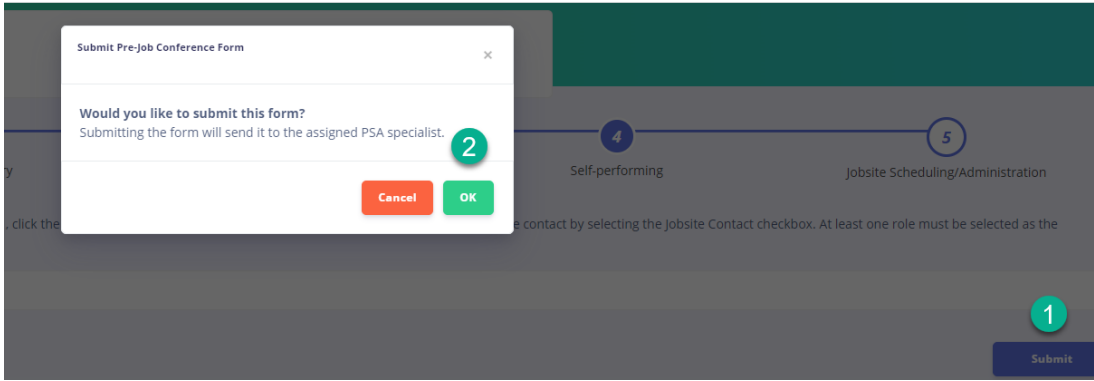 Submit Pre-Job Conference Form
×
Would you like to submit this form?
Submitting the form will send it to the assigned PSA specialist.
2
Cancel
OK
4
5
y
Self-performing
Jobsite Scheduling/Administration
, click the
e contact by selecting the Jobsite Contact checkbox. At least one role must be selected as the
1
Submit